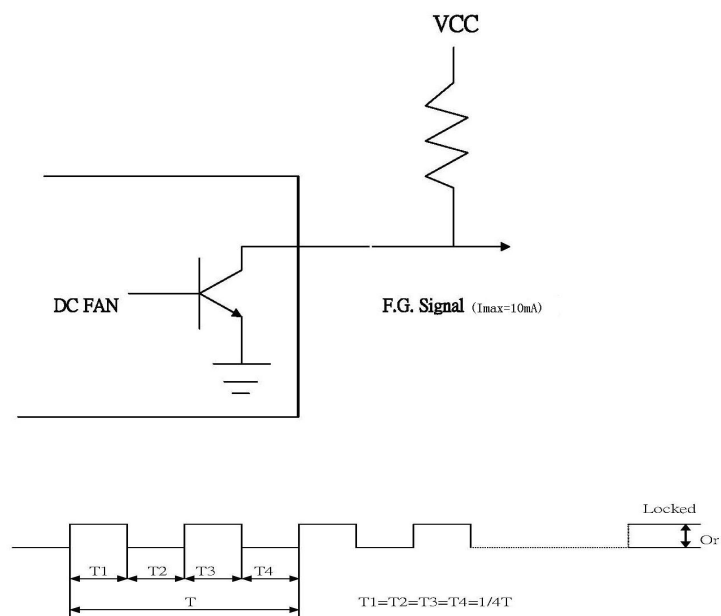 VCC
DC FAN
F.G. Signal (Imax=10mA)
Locked
Or
T1 T2 T3 T4
T
T1=T2=T3=T4=1/4T